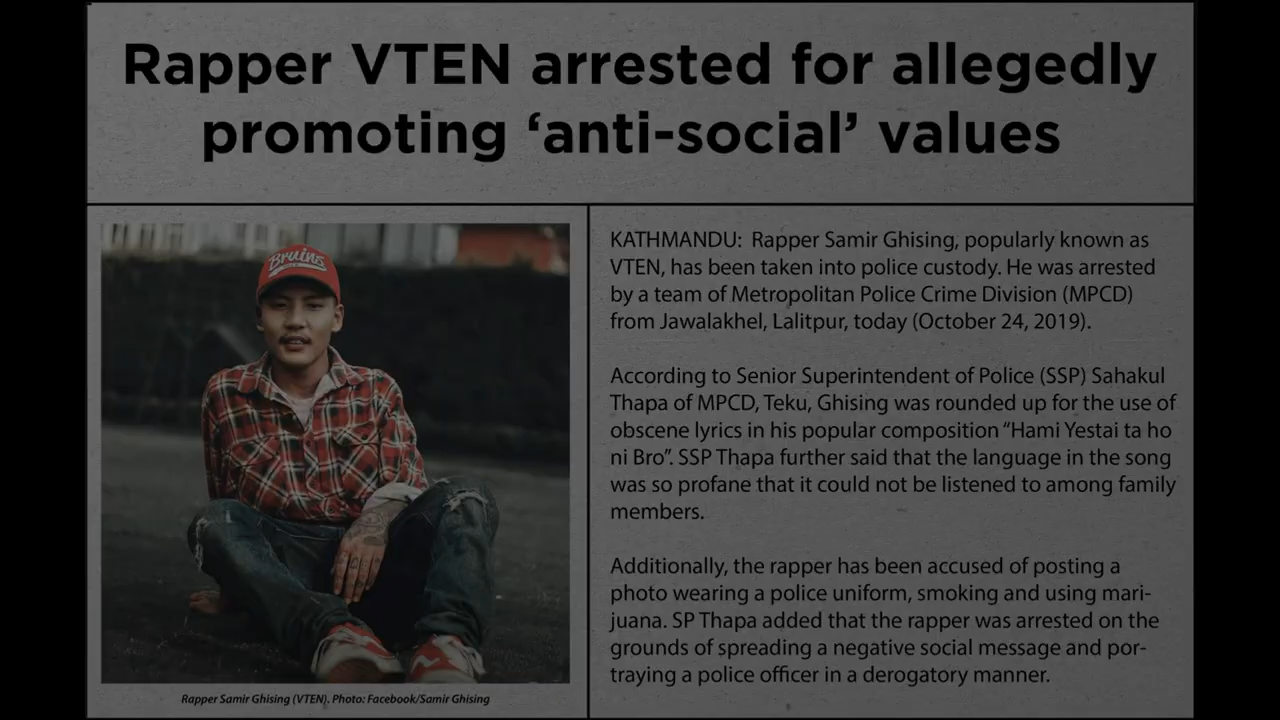 Rapper VTEN arrested for allegedly
promoting ‘anti-social’ values
Bruins
KATHMANDU: Rapper Samir Ghising, popularly known as
VTEN, has been taken into police custody. He was arrested
by a team of Metropolitan Police Crime Division (MPCD)
from Jawalakhel, Lalitpur, today (October 24, 2019).
According to Senior Superintendent of Police (SSP) Sahakul
Thapa of MPCD, Teku, Ghising was rounded up for the use of
obscene lyrics in his popular composition “Hami Yestai ta ho
ni Bro”. SSP Thapa further said that the language in the song
was so profane that it could not be listened to among family
members.
Additionally, the rapper has been accused of posting a
photo wearing a police uniform, smoking and using mari-
juana. SP Thapa added that the rapper was arrested on the
grounds of spreading a negative social message and por-
traying a police officer in a derogatory manner.
Rapper Samir Ghising (VTEN). Photo: Facebook/Samir Ghising